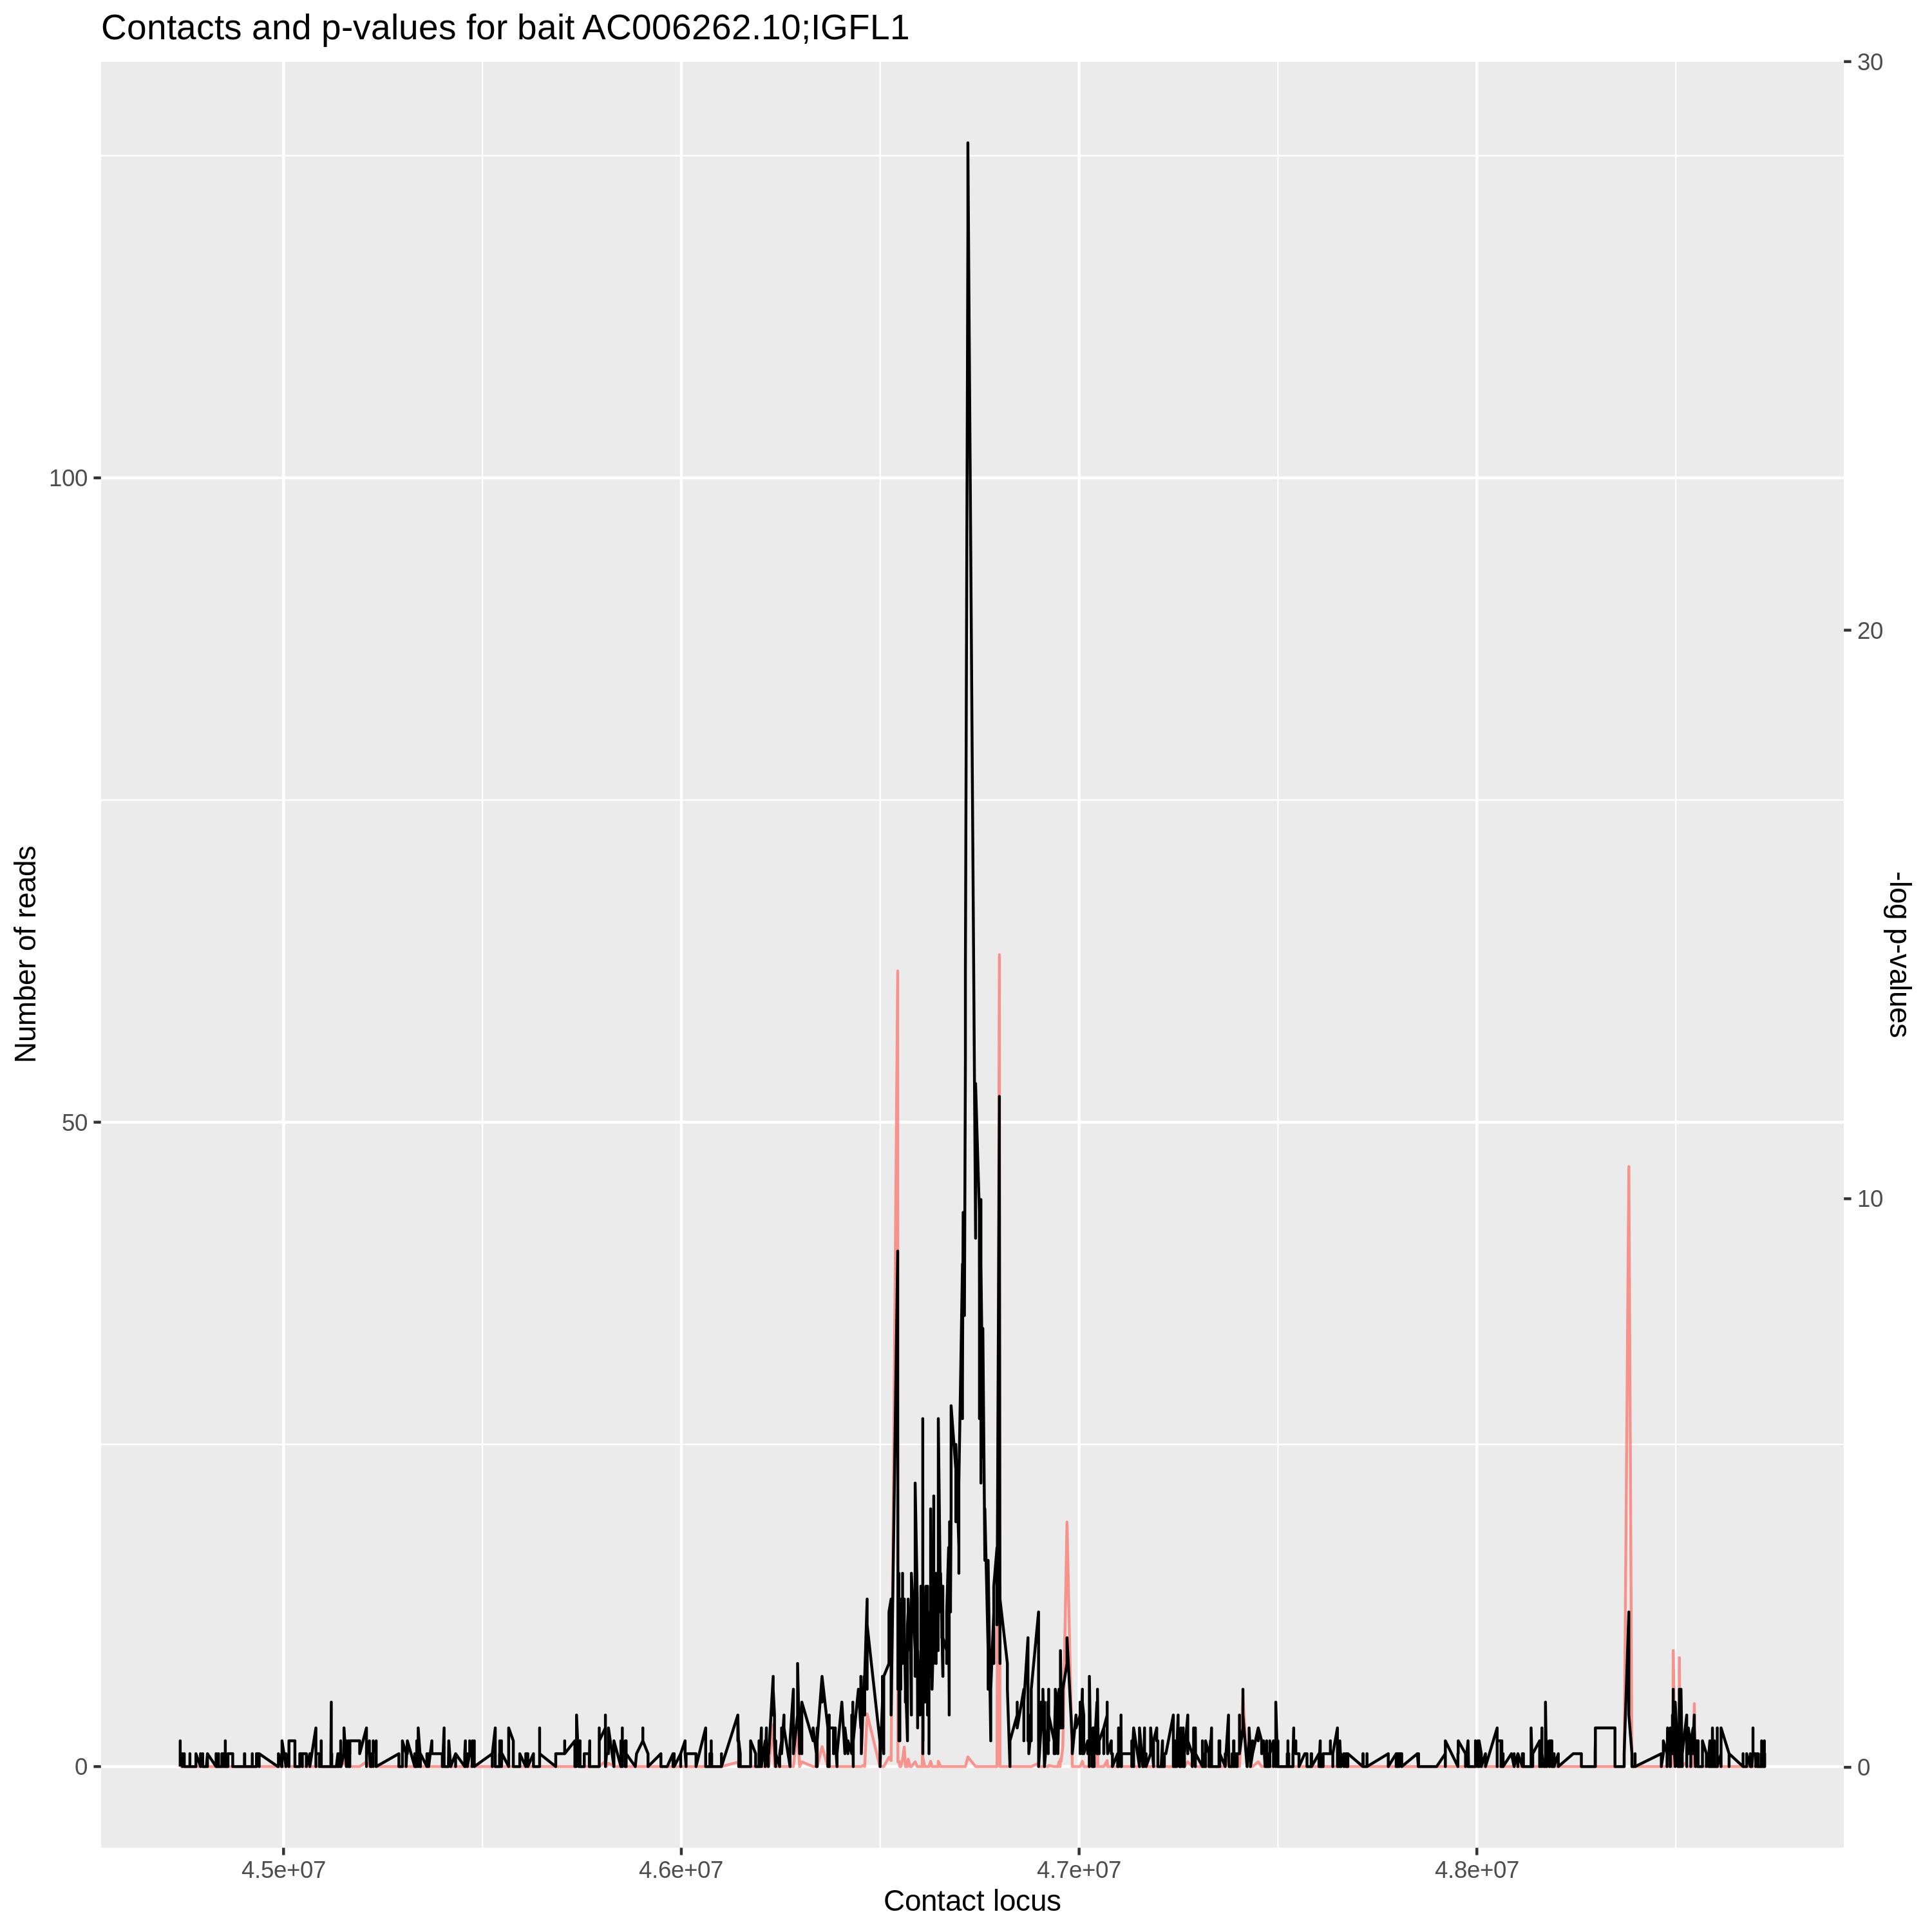 Contacts and p-values for bait AC006262.10;IGFL1
30
100
20
Number of reads
-log p-values
50
10
0
0
4.5e+07
4.6e+07
4.7e+07
4.8e+07
Contact locus